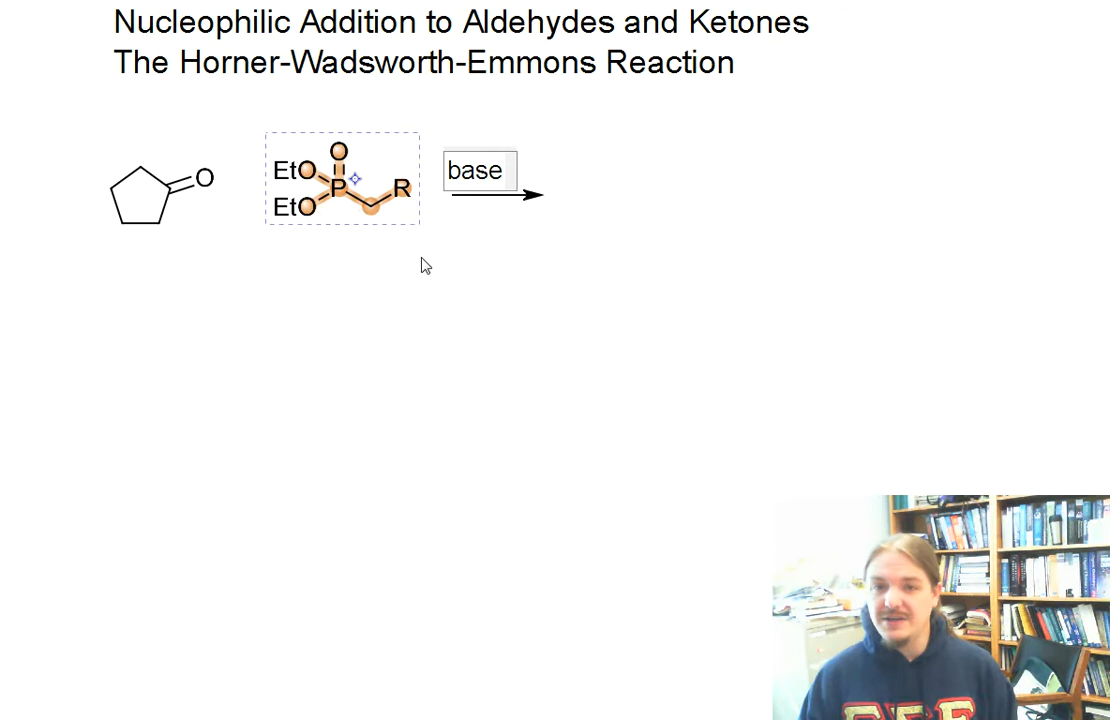 Nucleophilic Addition to Aldehydes and Ketones
The Horner-Wadsworth-Emmons Reaction
O
O
EtO
P
R
EtO
base